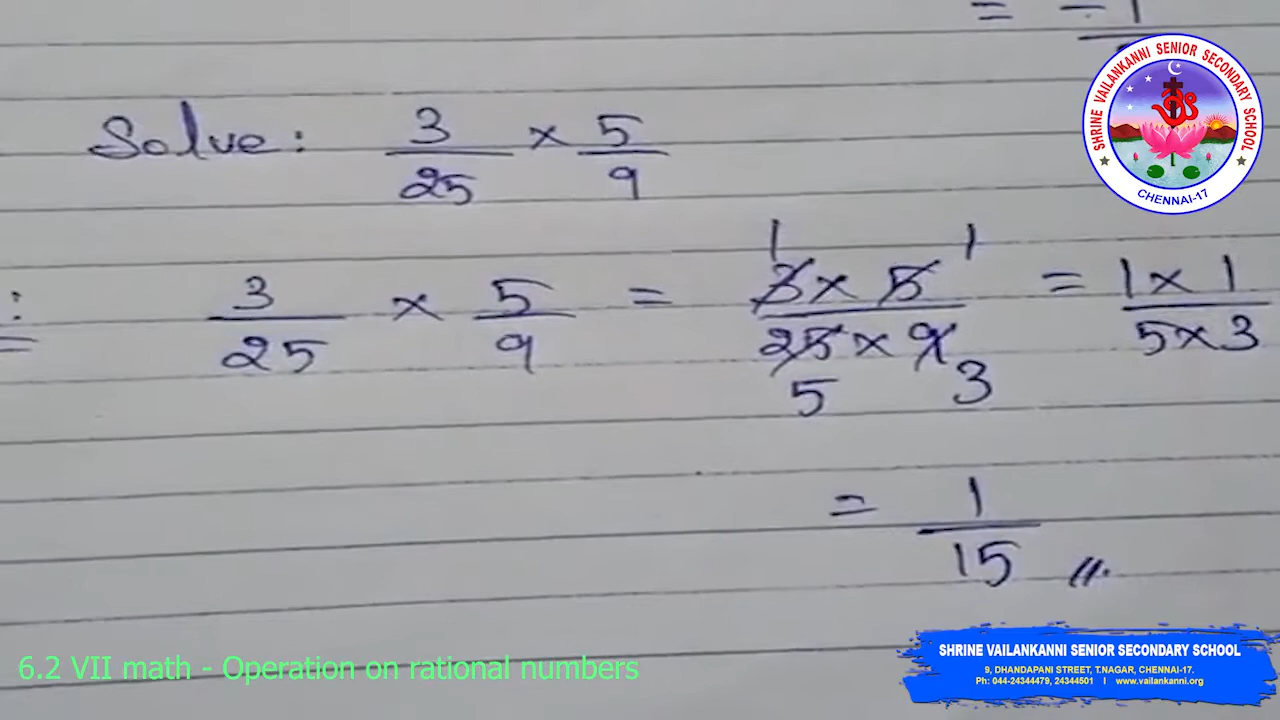 = -1
Solve: 3/25 × 5/9
: 3/25 × 5/9 = 3 × 5 / 25 × 9 = 1 × 1 / 5 × 3
1 1
5 3
= 1/15 //.
SHRINE VAILANKANNI SENIOR SECONDARY SCHOOL
CHENNAI-17
6.2 VII math - Operation on rational numbers
SHRINE VAILANKANNI SENIOR SECONDARY SCHOOL
9, DHANDAPANI STREET, T.NAGAR, CHENNAI-17.
Ph: 044-24344479, 24344501 I www.vailankanni.org